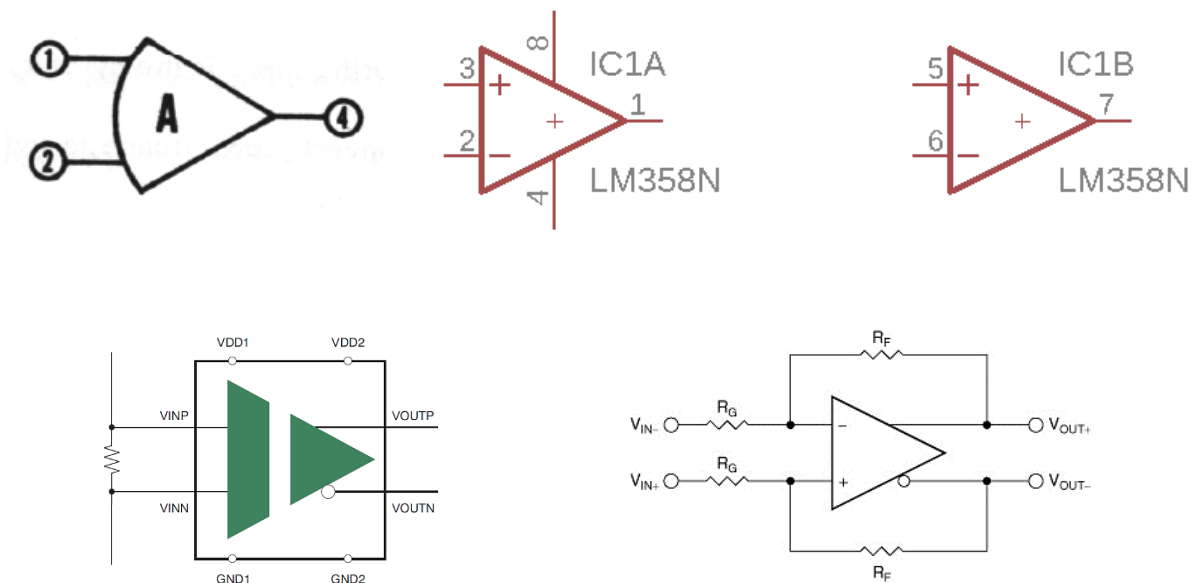 1
A
4
2
8
3
+
IC1A
1
+
2
−
LM358N
4
5
+
IC1B
7
+
6
−
LM358N
VDD1 VDD2
VINP VOUTP
VINN VOUTN
GND1 GND2
RF
VIN− RG − VOUT+
VIN+ RG + VOUT−
RF